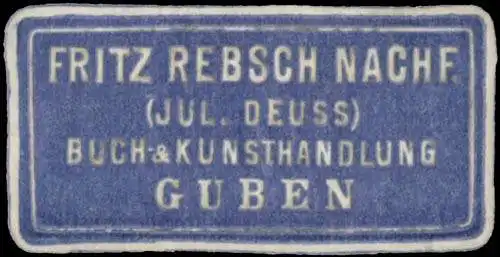 FRITZ REBSCH NACHF.
(JUL. DEUSS)
BUCH-&KUNSTHANDLUNG
GUBEN